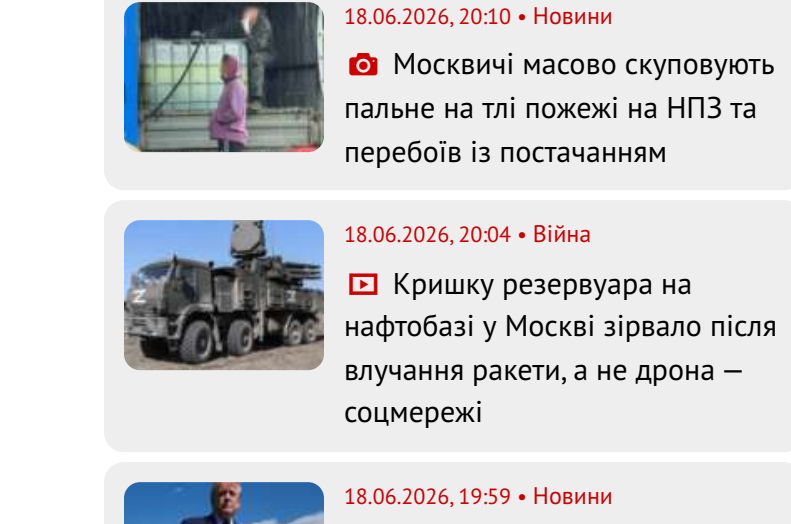 18.06.2026, 20:10 • Новини
Москвичі масово скуповують
пальне на тлі пожежі на НПЗ та
перебоїв із постачанням
18.06.2026, 20:04 • Війна
Кришку резервуара на
нафтобазі у Москві зірвало після
влучання ракети, а не дрона —
соцмережі
18.06.2026, 19:59 • Новини